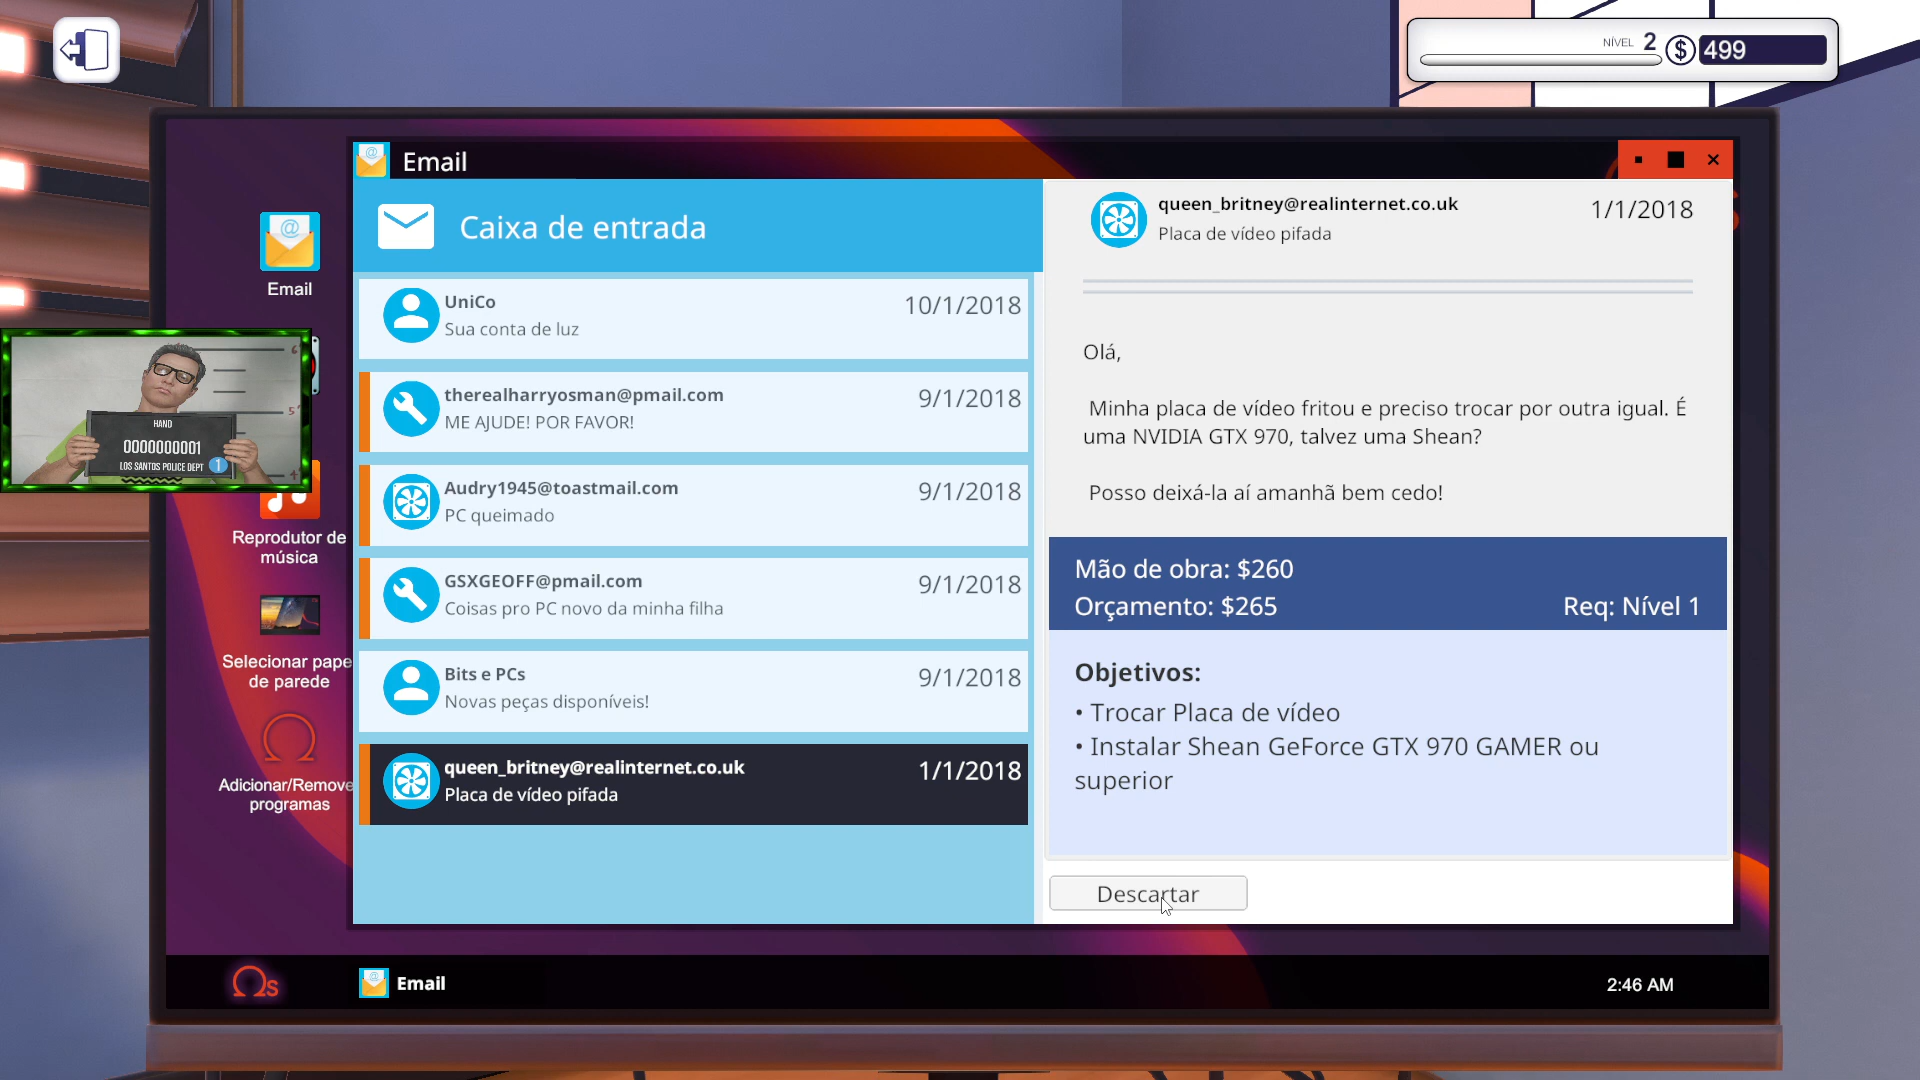 NÍVEL 2 $ 499
Email
Caixa de entrada
UniCo 10/1/2018
Sua conta de luz
therealharryosman@pmail.com 9/1/2018
ME AJUDE! POR FAVOR!
Audry1945@toastmail.com 9/1/2018
PC queimado
GSXGEOFF@pmail.com 9/1/2018
Coisas pro PC novo da minha filha
Bits e PCs 9/1/2018
Novas peças disponíveis!
queen_britney@realinternet.co.uk 1/1/2018
Placa de vídeo pifada
queen_britney@realinternet.co.uk 1/1/2018
Placa de vídeo pifada
Olá,
Minha placa de vídeo fritou e preciso trocar por outra igual. É
uma NVIDIA GTX 970, talvez uma Shean?
Posso deixá-la aí amanhã bem cedo!
Mão de obra: $260
Orçamento: $265 Req: Nível 1
Objetivos:
• Trocar Placa de vídeo
• Instalar Shean GeForce GTX 970 GAMER ou
superior
Descartar
Email
HAND
0000000001
LOS SANTOS POLICE DEPT 1
Reprodutor de
música
Selecionar pape
de parede
Adicionar/Remove
programas
Ωs Email 2:46 AM